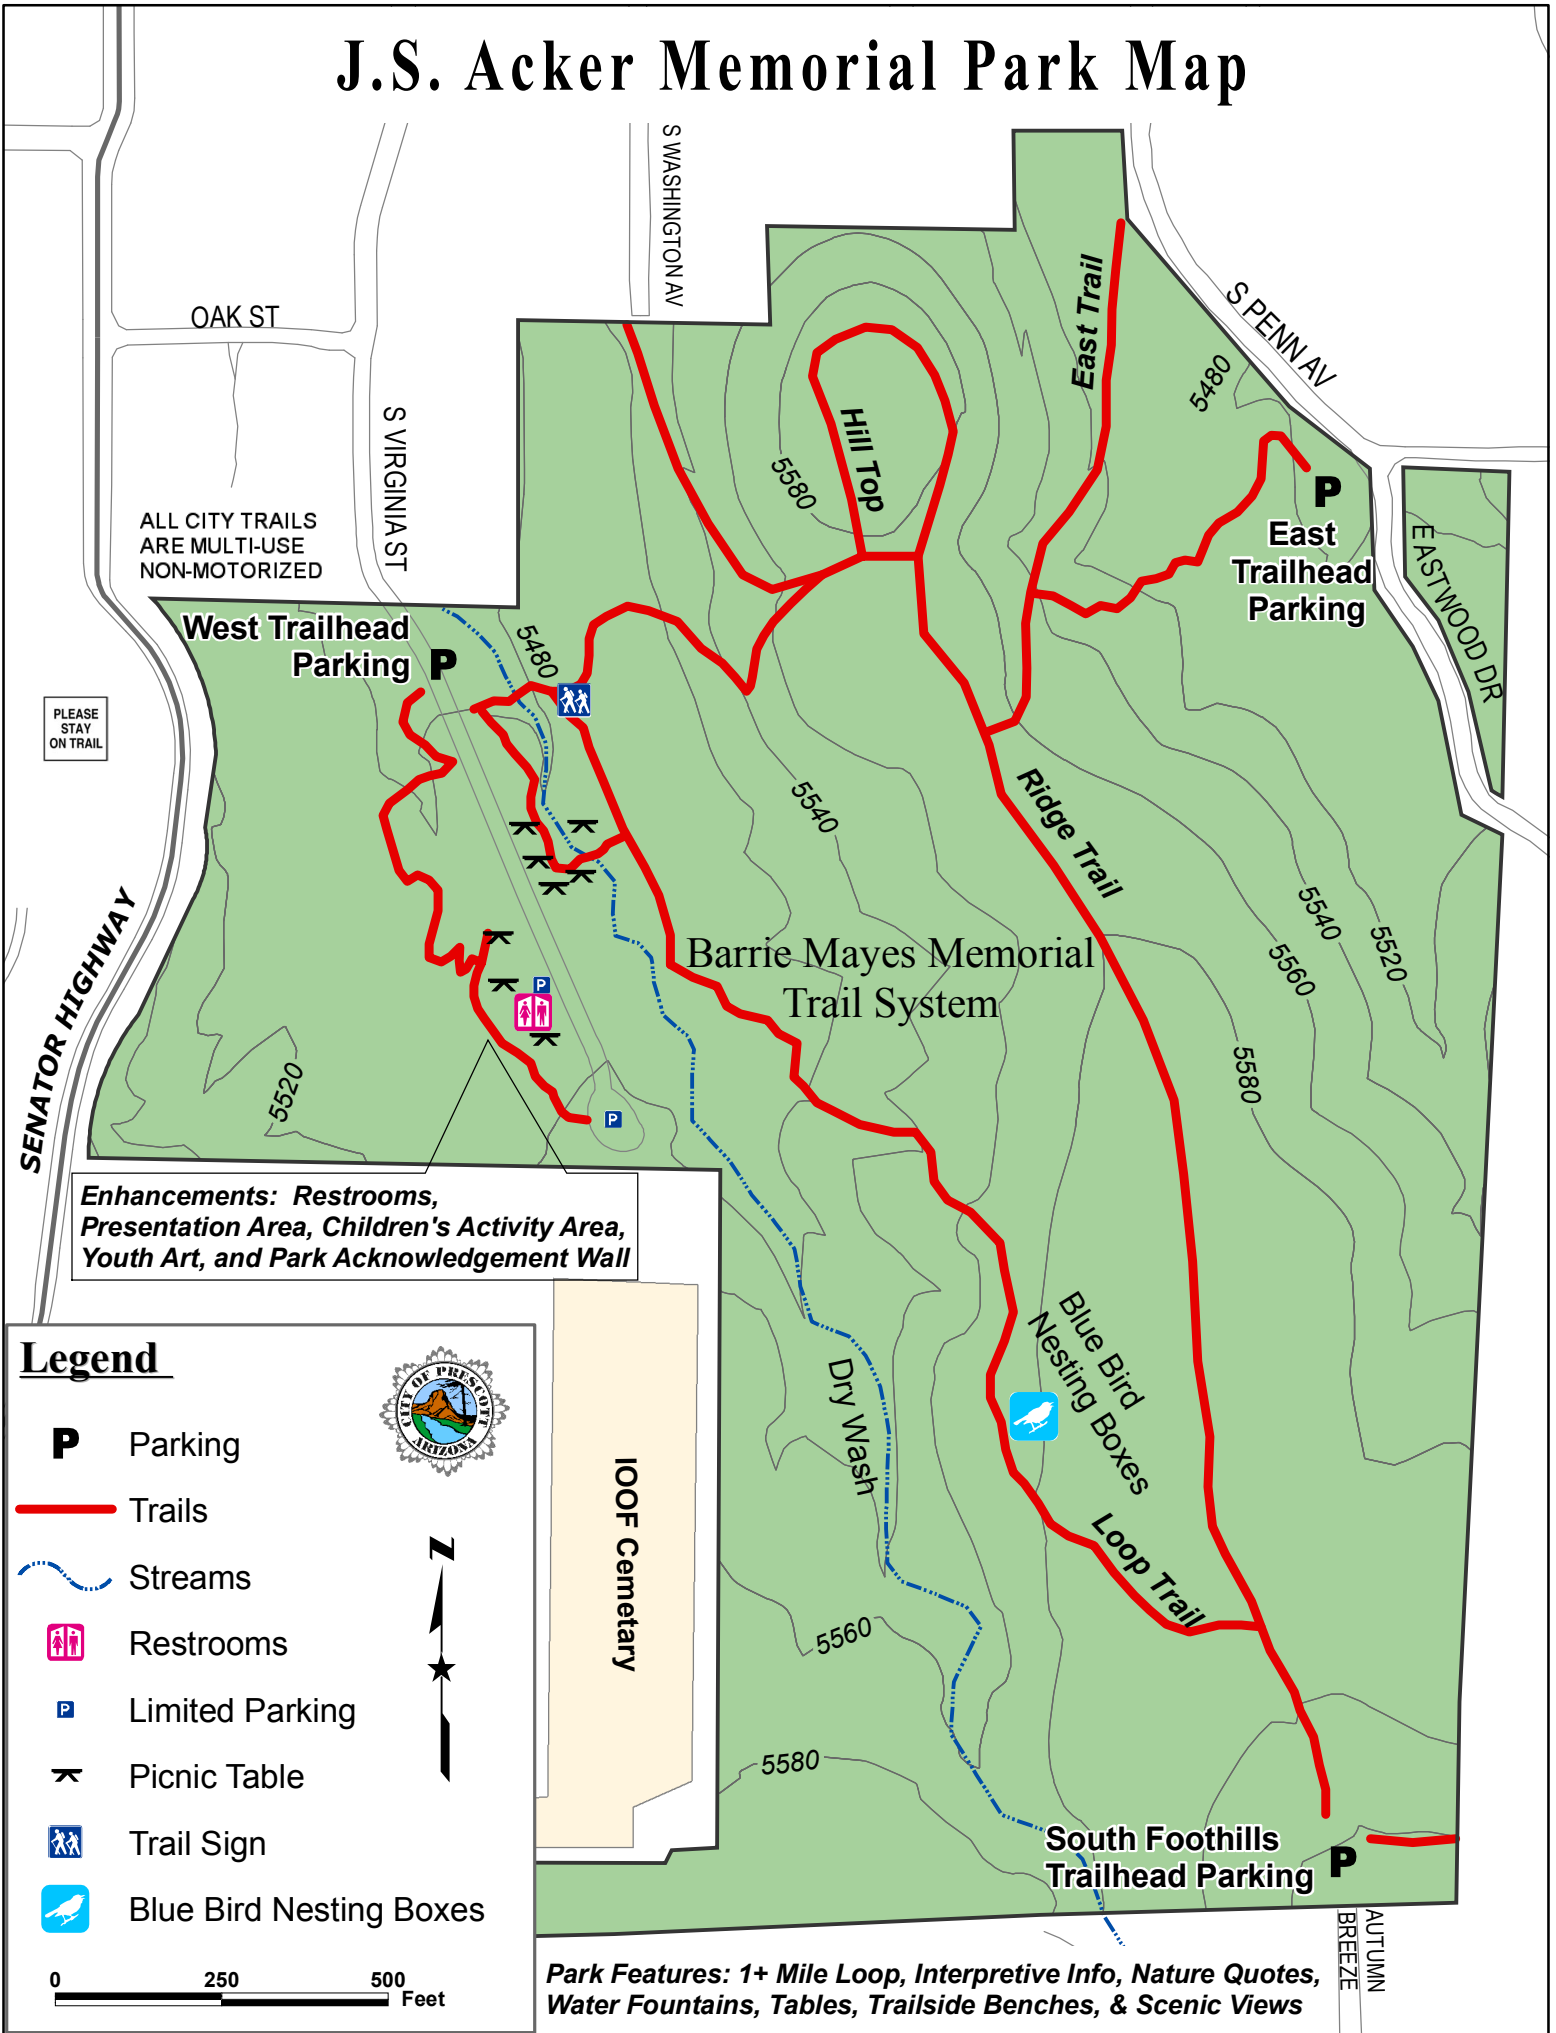 J.S. Acker Memorial Park Map
S WASHINGTON AV
OAK ST
S VIRGINIA ST
East Trail
S PENN AV
5480
Hill Top
5580
P
East
Trailhead
Parking
EASTWOOD DR
ALL CITY TRAILS
ARE MULTI-USE
NON-MOTORIZED
West Trailhead
Parking
P
5480
PLEASE
STAY
ON TRAIL
5540
Ridge Trail
SENATOR HIGHWAY
Barrie Mayes Memorial
Trail System
5540
5520
5560
P
5520
5580
P
Enhancements: Restrooms,
Presentation Area, Children's Activity Area,
Youth Art, and Park Acknowledgement Wall
Blue Bird
Nesting Boxes
Dry Wash
IOOF Cemetary
Loop Trail
5560
5580
South Foothills
Trailhead Parking
P
AUTUMN
BREEZE
Legend
CITY OF PRESCOTT
ARIZONA
P Parking
Trails
Streams
Restrooms
P Limited Parking
Picnic Table
Trail Sign
Blue Bird Nesting Boxes
N
0 250 500
Feet
Park Features: 1+ Mile Loop, Interpretive Info, Nature Quotes,
Water Fountains, Tables, Trailside Benches, & Scenic Views